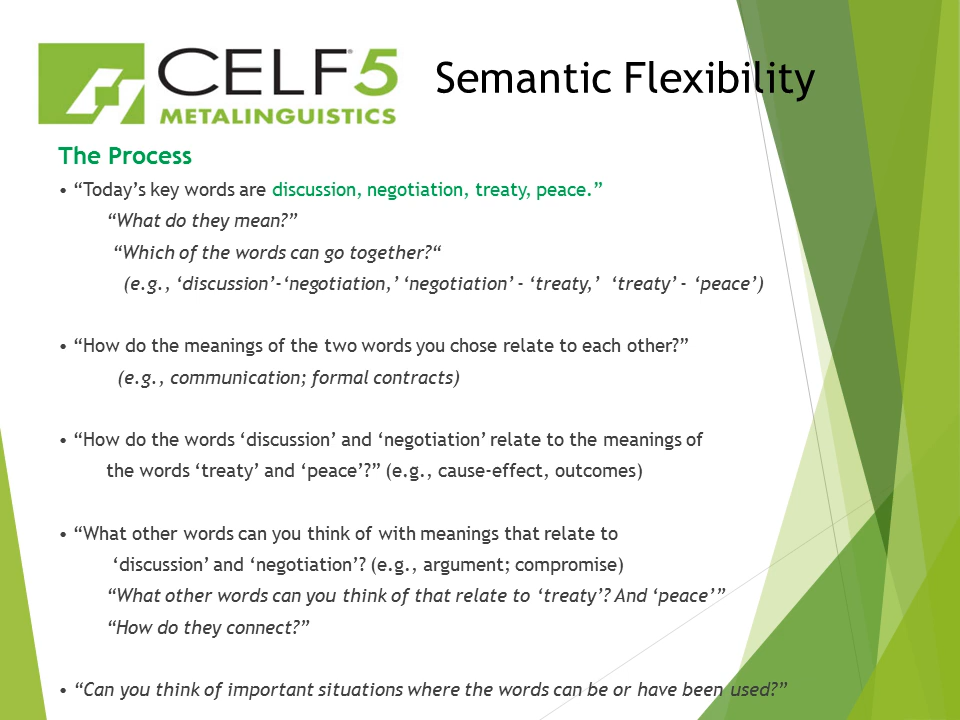 CELF®5
METALINGUISTICS
Semantic Flexibility
The Process
• “Today’s key words are discussion, negotiation, treaty, peace.”
“What do they mean?”
“Which of the words can go together?“
(e.g., ‘discussion’-‘negotiation,’ ‘negotiation’ - ‘treaty,’ ‘treaty’ - ‘peace’)
• “How do the meanings of the two words you chose relate to each other?”
(e.g., communication; formal contracts)
• “How do the words ‘discussion’ and ‘negotiation’ relate to the meanings of
the words ‘treaty’ and ‘peace’?” (e.g., cause-effect, outcomes)
• “What other words can you think of with meanings that relate to
‘discussion’ and ‘negotiation’? (e.g., argument; compromise)
“What other words can you think of that relate to ‘treaty’? And ‘peace’”
“How do they connect?”
• “Can you think of important situations where the words can be or have been used?”